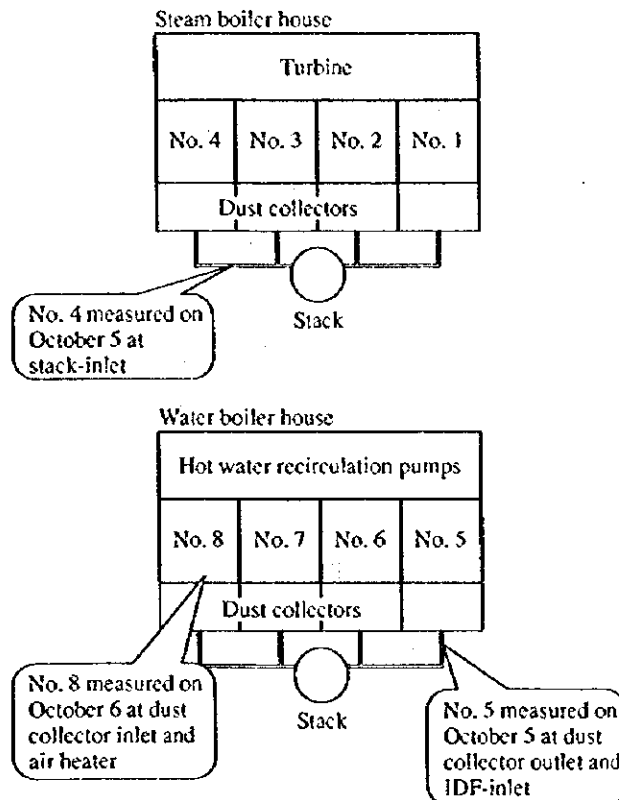 Steam boiler house
Turbine
No. 4
No. 3
No. 2
No. 1
Dust collectors
Stack
No. 4 measured on
October 5 at
stack-inlet
Water boiler house
Hot water recirculation pumps
No. 8
No. 7
No. 6
No. 5
Dust collectors
Stack
No. 8 measured on
October 6 at dust
collector inlet and
air heater
No. 5 measured on
October 5 at dust
collector outlet and
IDF-inlet